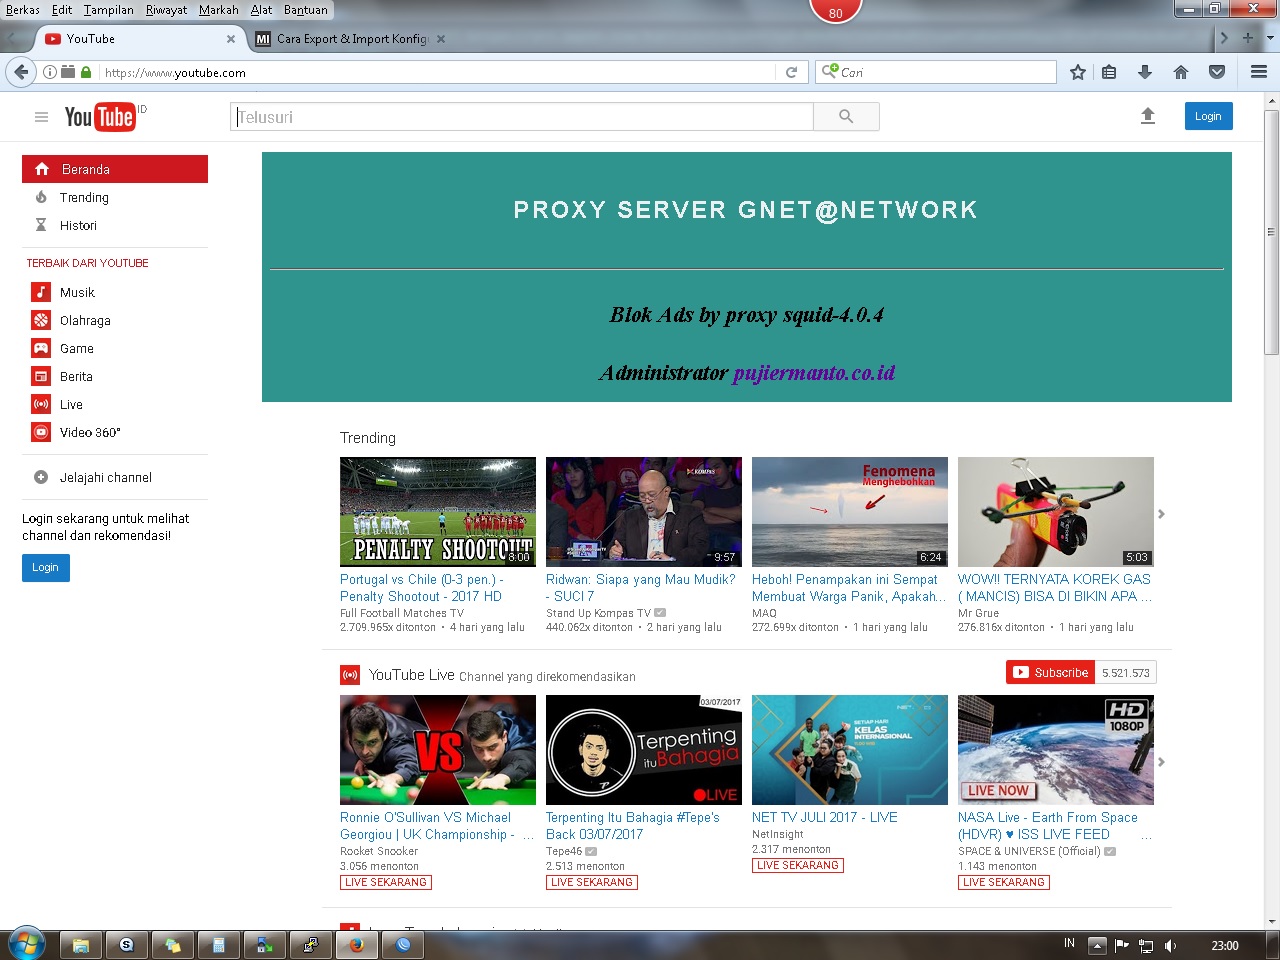 Berkas Edit Tampilan Riwayat Markah Alat Bantuan
80
YouTube
MI Cara Export & Import Konfig
https://www.youtube.com
Cari
YouTube ID
Telusuri
Login
Beranda
Trending
Histori
TERBAIK DARI YOUTUBE
Musik
Olahraga
Game
Berita
Live
Video 360°
Jelajahi channel
Login sekarang untuk melihat
channel dan rekomendasi!
Login
PROXY SERVER GNET@NETWORK
Blok Ads by proxy squid-4.0.4
Administrator pujiermanto.co.id
Trending
PENALTY SHOOTOUT
8:00
Portugal vs Chile (0-3 pen.) -
Penalty Shootout - 2017 HD
Full Football Matches TV
2.709.965x ditonton • 4 hari yang lalu
KOMPAS
9:57
Ridwan: Siapa yang Mau Mudik?
- SUCI 7
Stand Up Kompas TV
440.062x ditonton • 2 hari yang lalu
Fenomena
Menghebohkan
6:24
Heboh! Penampakan ini Sempat
Membuat Warga Panik, Apakah...
MAQ
272.699x ditonton • 1 hari yang lalu
5:03
WOW!! TERNYATA KOREK GAS
( MANCIS) BISA DI BIKIN APA ...
Mr Grue
276.816x ditonton • 1 hari yang lalu
YouTube Live Channel yang direkomendasikan
Subscribe 5.521.573
VS
Ronnie O'Sullivan VS Michael
Georgiou | UK Championship - ...
Rocket Snooker
3.056 menonton
LIVE SEKARANG
03/07/2017
Terpenting
itu Bahagia
LIVE
Terpenting Itu Bahagia #Tepe's
Back 03/07/2017
Tepe46
2.513 menonton
LIVE SEKARANG
SETIAP HARI
KELAS
INTERNASIONAL
NET TV JULI 2017 - LIVE
NetInsight
2.317 menonton
LIVE SEKARANG
HD
1080P
LIVE NOW
NASA Live - Earth From Space
(HDVR) ♥ ISS LIVE FEED ...
SPACE & UNIVERSE (Official)
1.143 menonton
LIVE SEKARANG
IN
23:00